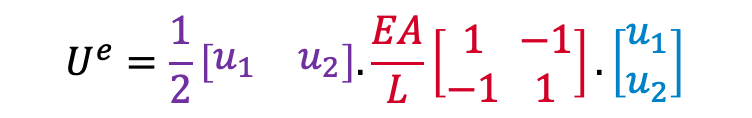 Uᵉ = 1/2 [u₁ u₂] . EA/L [1 −1; −1 1] . [u₁; u₂]